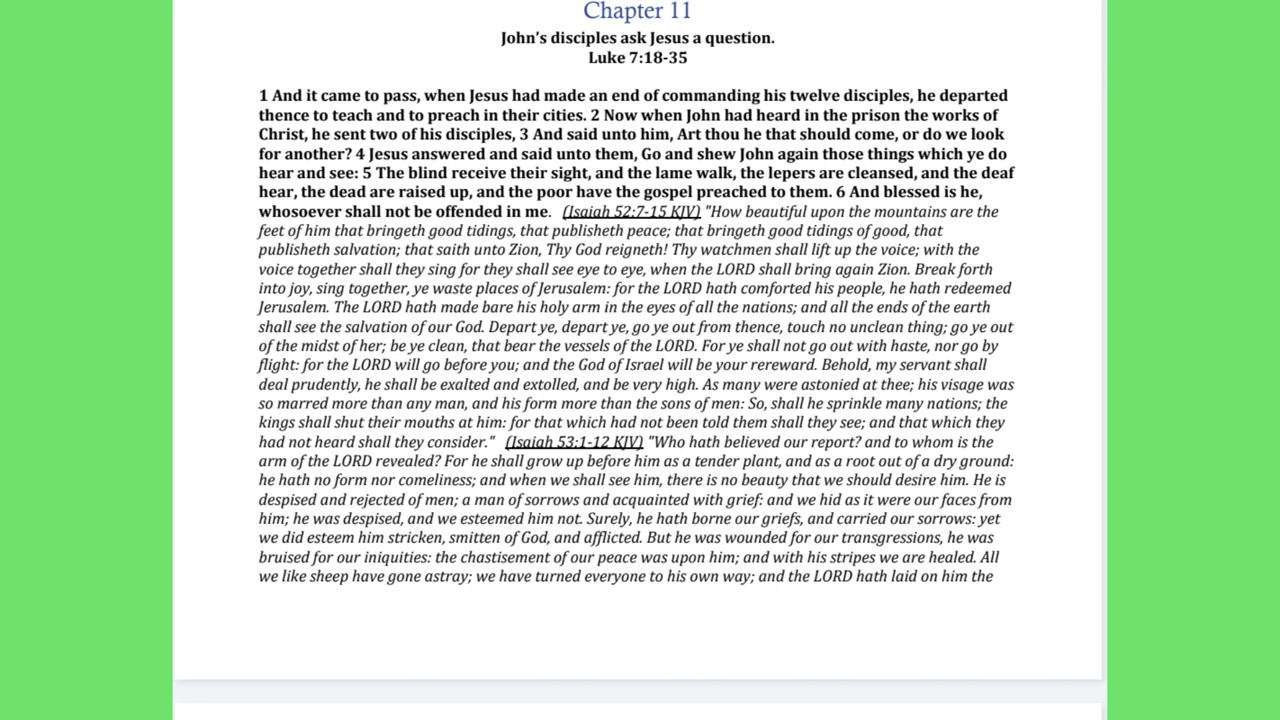 Chapter 11
John's disciples ask Jesus a question.
Luke 7:18-35
1 And it came to pass, when Jesus had made an end of commanding his twelve disciples, he departed
thence to teach and to preach in their cities. 2 Now when John had heard in the prison the works of
Christ, he sent two of his disciples, 3 And said unto him, Art thou he that should come, or do we look
for another? 4 Jesus answered and said unto them, Go and shew John again those things which ye do
hear and see: 5 The blind receive their sight, and the lame walk, the lepers are cleansed, and the deaf
hear, the dead are raised up, and the poor have the gospel preached to them. 6 And blessed is he,
whosoever shall not be offended in me. (Isaiah 52:7-15 KJV) "How beautiful upon the mountains are the
feet of him that bringeth good tidings, that publisheth peace; that bringeth good tidings of good, that
publisheth salvation; that saith unto Zion, Thy God reigneth! Thy watchmen shall lift up the voice; with the
voice together shall they sing for they shall see eye to eye, when the LORD shall bring again Zion. Break forth
into joy, sing together, ye waste places of Jerusalem: for the LORD hath comforted his people, he hath redeemed
Jerusalem. The LORD hath made bare his holy arm in the eyes of all the nations; and all the ends of the earth
shall see the salvation of our God. Depart ye, depart ye, go ye out from thence, touch no unclean thing; go ye out
of the midst of her; be ye clean, that bear the vessels of the LORD. For ye shall not go out with haste, nor go by
flight: for the LORD will go before you; and the God of Israel will be your rereward. Behold, my servant shall
deal prudently, he shall be exalted and extolled, and be very high. As many were astonied at thee; his visage was
so marred more than any man, and his form more than the sons of men: So, shall he sprinkle many nations; the
kings shall shut their mouths at him: for that which had not been told them shall they see; and that which they
had not heard shall they consider." (Isaiah 53:1-12 KJV) "Who hath believed our report? and to whom is the
arm of the LORD revealed? For he shall grow up before him as a tender plant, and as a root out of a dry ground:
he hath no form nor comeliness; and when we shall see him, there is no beauty that we should desire him. He is
despised and rejected of men; a man of sorrows and acquainted with grief: and we hid as it were our faces from
him; he was despised, and we esteemed him not. Surely, he hath borne our griefs, and carried our sorrows: yet
we did esteem him stricken, smitten of God, and afflicted. But he was wounded for our transgressions, he was
bruised for our iniquities: the chastisement of our peace was upon him; and with his stripes we are healed. All
we like sheep have gone astray; we have turned everyone to his own way; and the LORD hath laid on him the